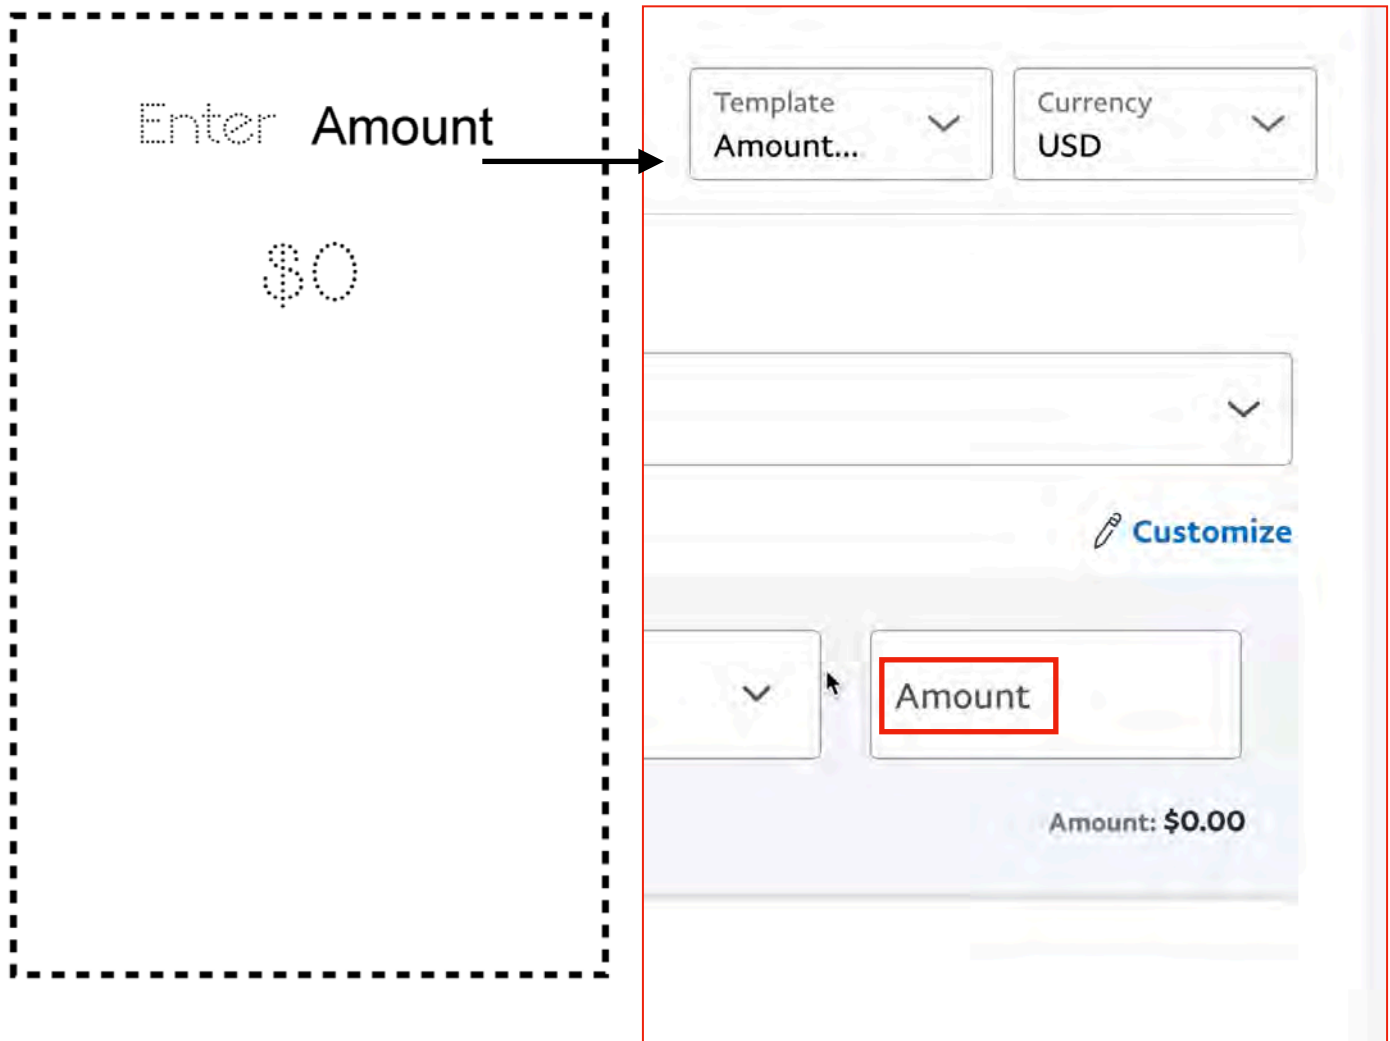 Enter Amount
$0
Template
Amount...
Currency
USD
Customize
Amount
Amount: $0.00